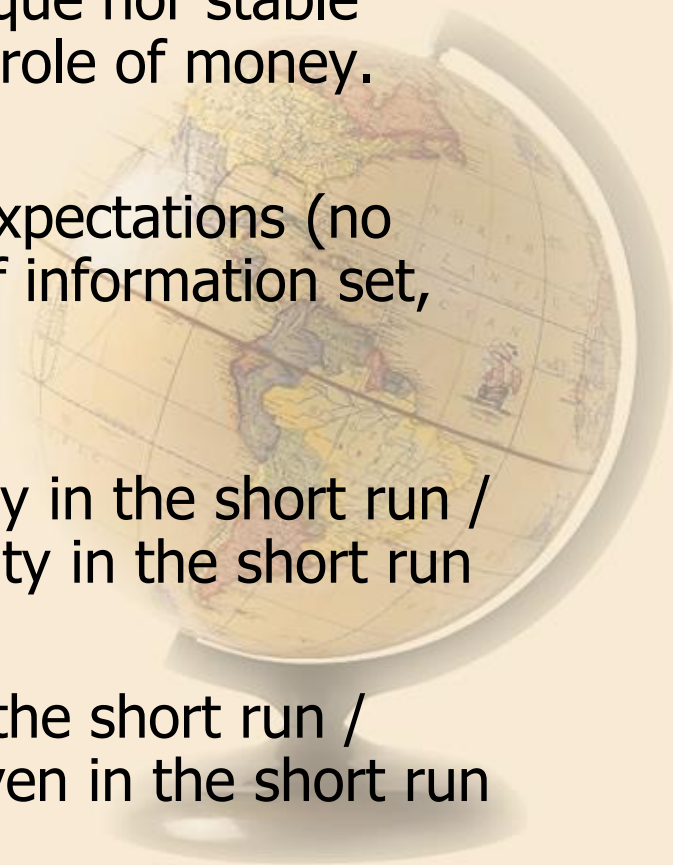 que nor stable
role of money.
xpectations (no
f information set,
y in the short run /
ty in the short run
the short run /
ven in the short run